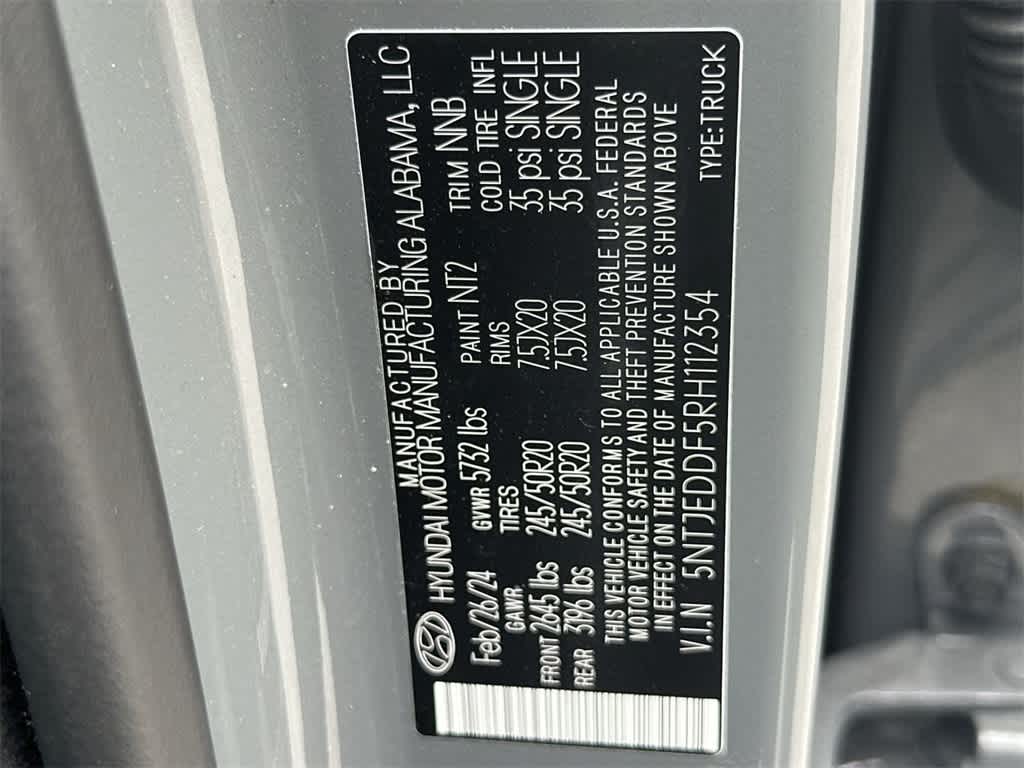 MANUFACTURED BY
HYUNDAI MOTOR MANUFACTURING ALABAMA, LLC
Feb/26/24 GVWR 5732 lbs PAINT NT2 TRIM NNB
GAWR TIRES RIMS COLD TIRE INFL
FRONT 2645 lbs 245/50R20 7.5JX20 35 psi SINGLE
REAR 3196 lbs 245/50R20 7.5JX20 35 psi SINGLE
THIS VEHICLE CONFORMS TO ALL APPLICABLE U.S.A. FEDERAL
MOTOR VEHICLE SAFETY AND THEFT PREVENTION STANDARDS
IN EFFECT ON THE DATE OF MANUFACTURE SHOWN ABOVE
V.I.N 5NTJEDDF5RH112354 TYPE: TRUCK